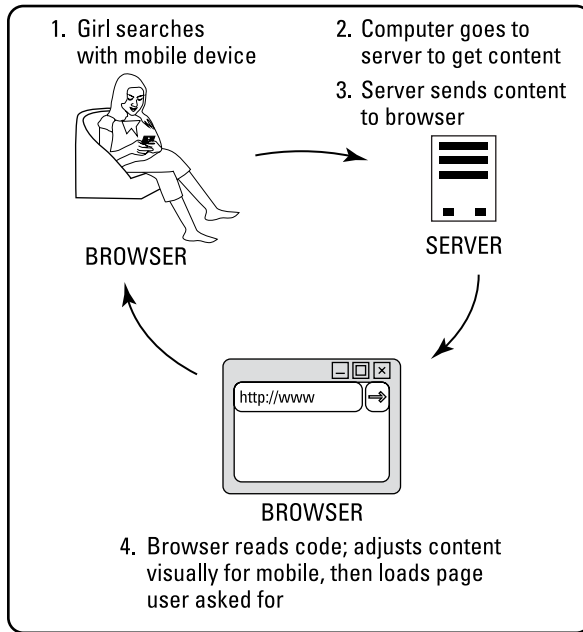 1. Girl searches
with mobile device
2. Computer goes to
server to get content
3. Server sends content
to browser
BROWSER
SERVER
http://www
BROWSER
4. Browser reads code; adjusts content
visually for mobile, then loads page
user asked for